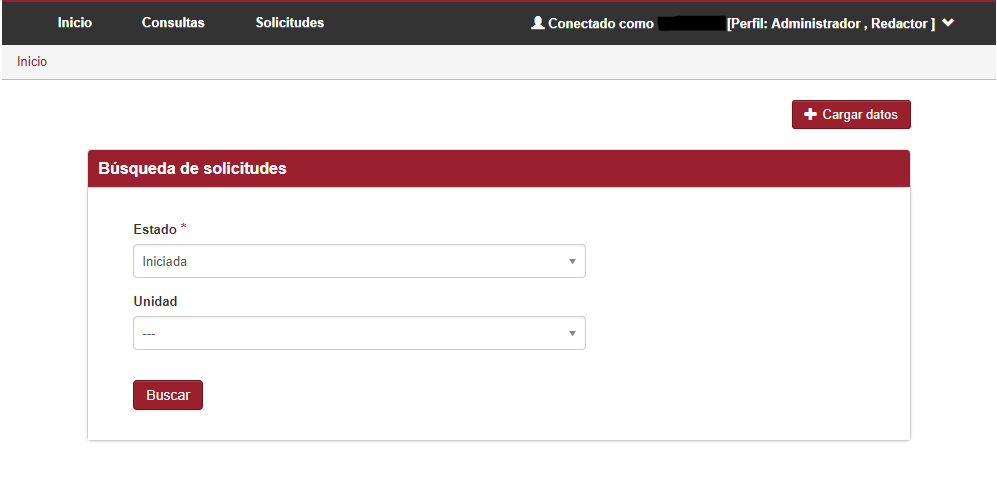 Inicio Consultas Solicitudes Conectado como [Perfil: Administrador , Redactor ]
Inicio
Cargar datos
Búsqueda de solicitudes
Estado *
Iniciada
Unidad
---
Buscar